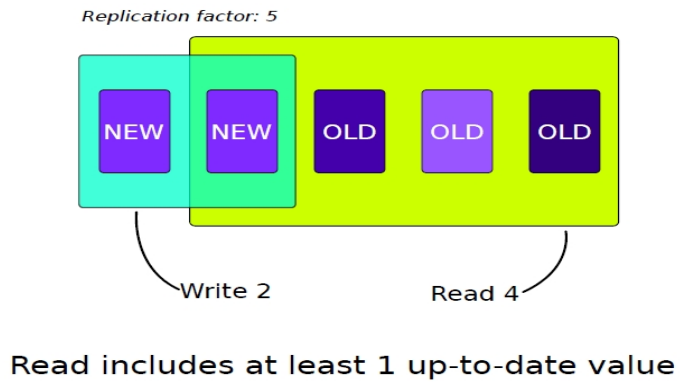 Replication factor: 5
NEW NEW OLD OLD OLD
Write 2
Read 4
Read includes at least 1 up-to-date value